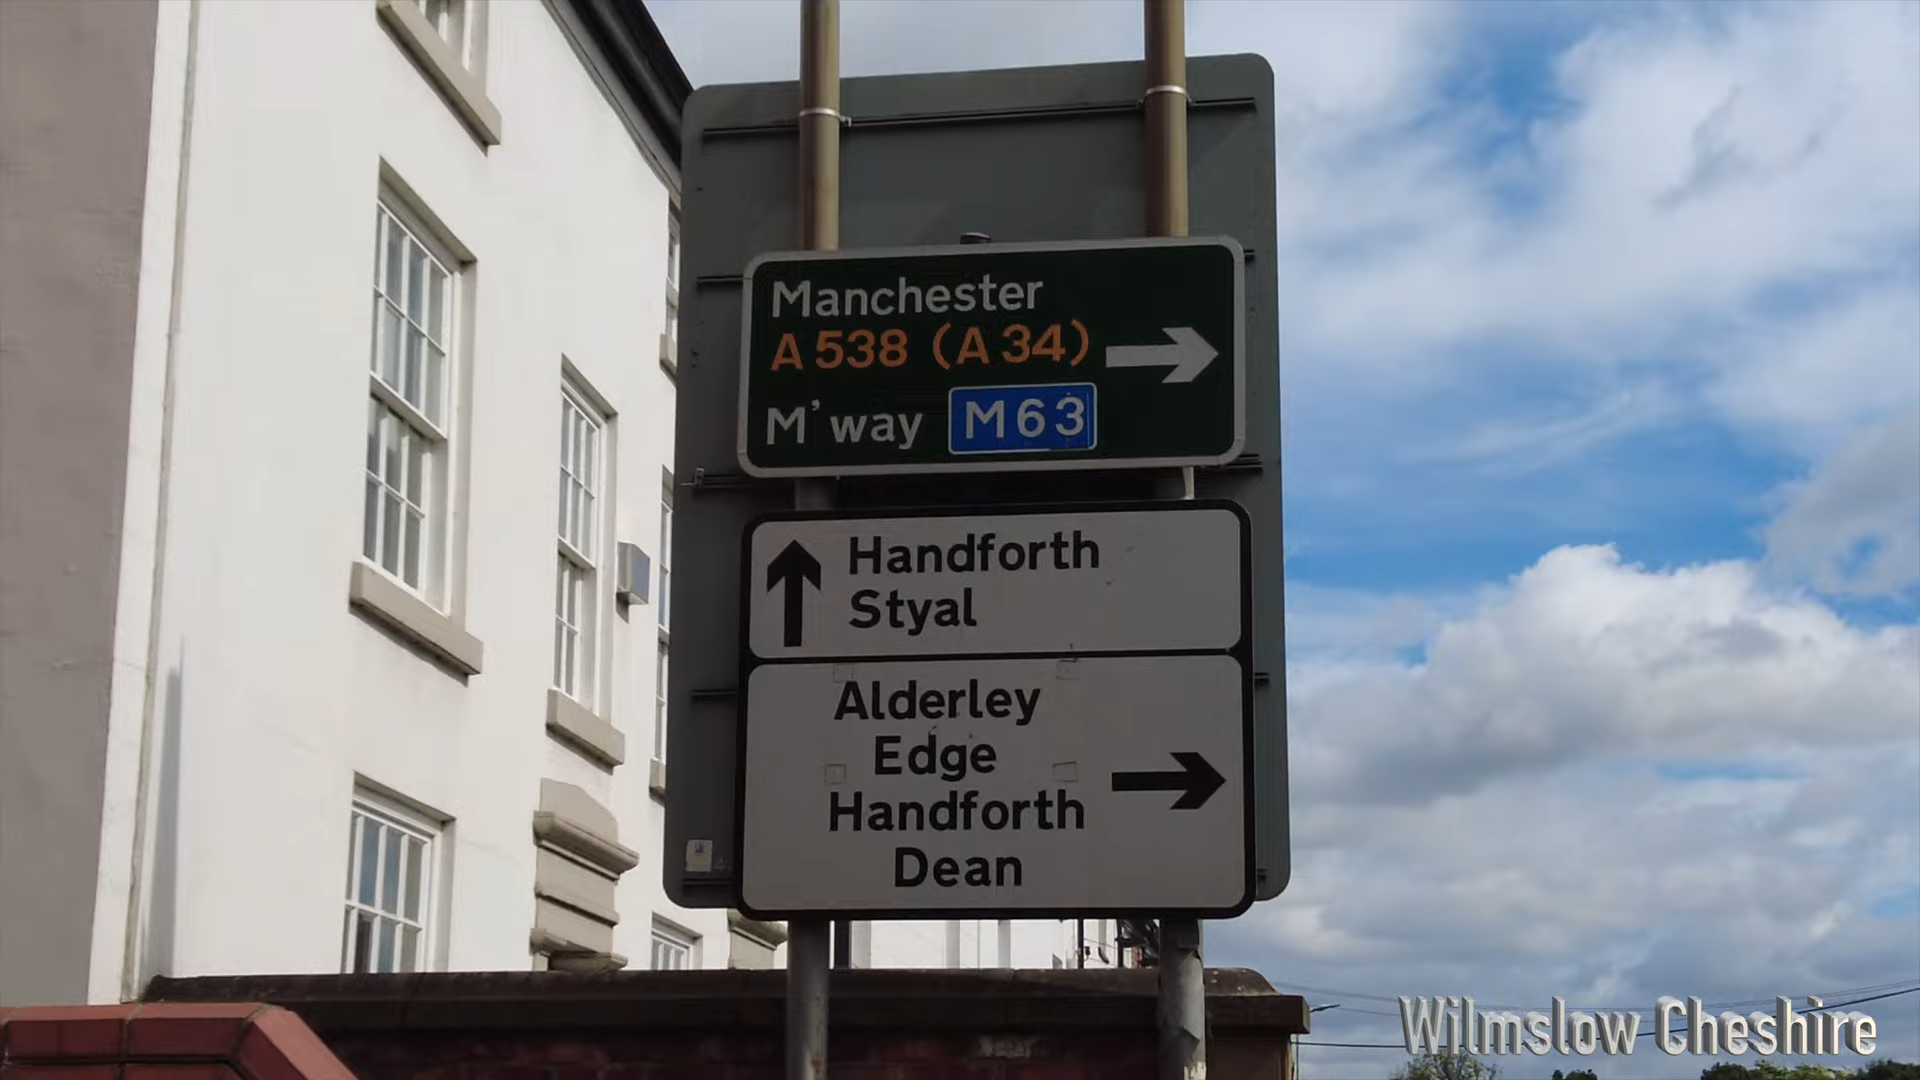 Manchester
A538 (A34)
M'way M63
Handforth
Styal
Alderley
Edge
Handforth
Dean
Wilmslow Cheshire